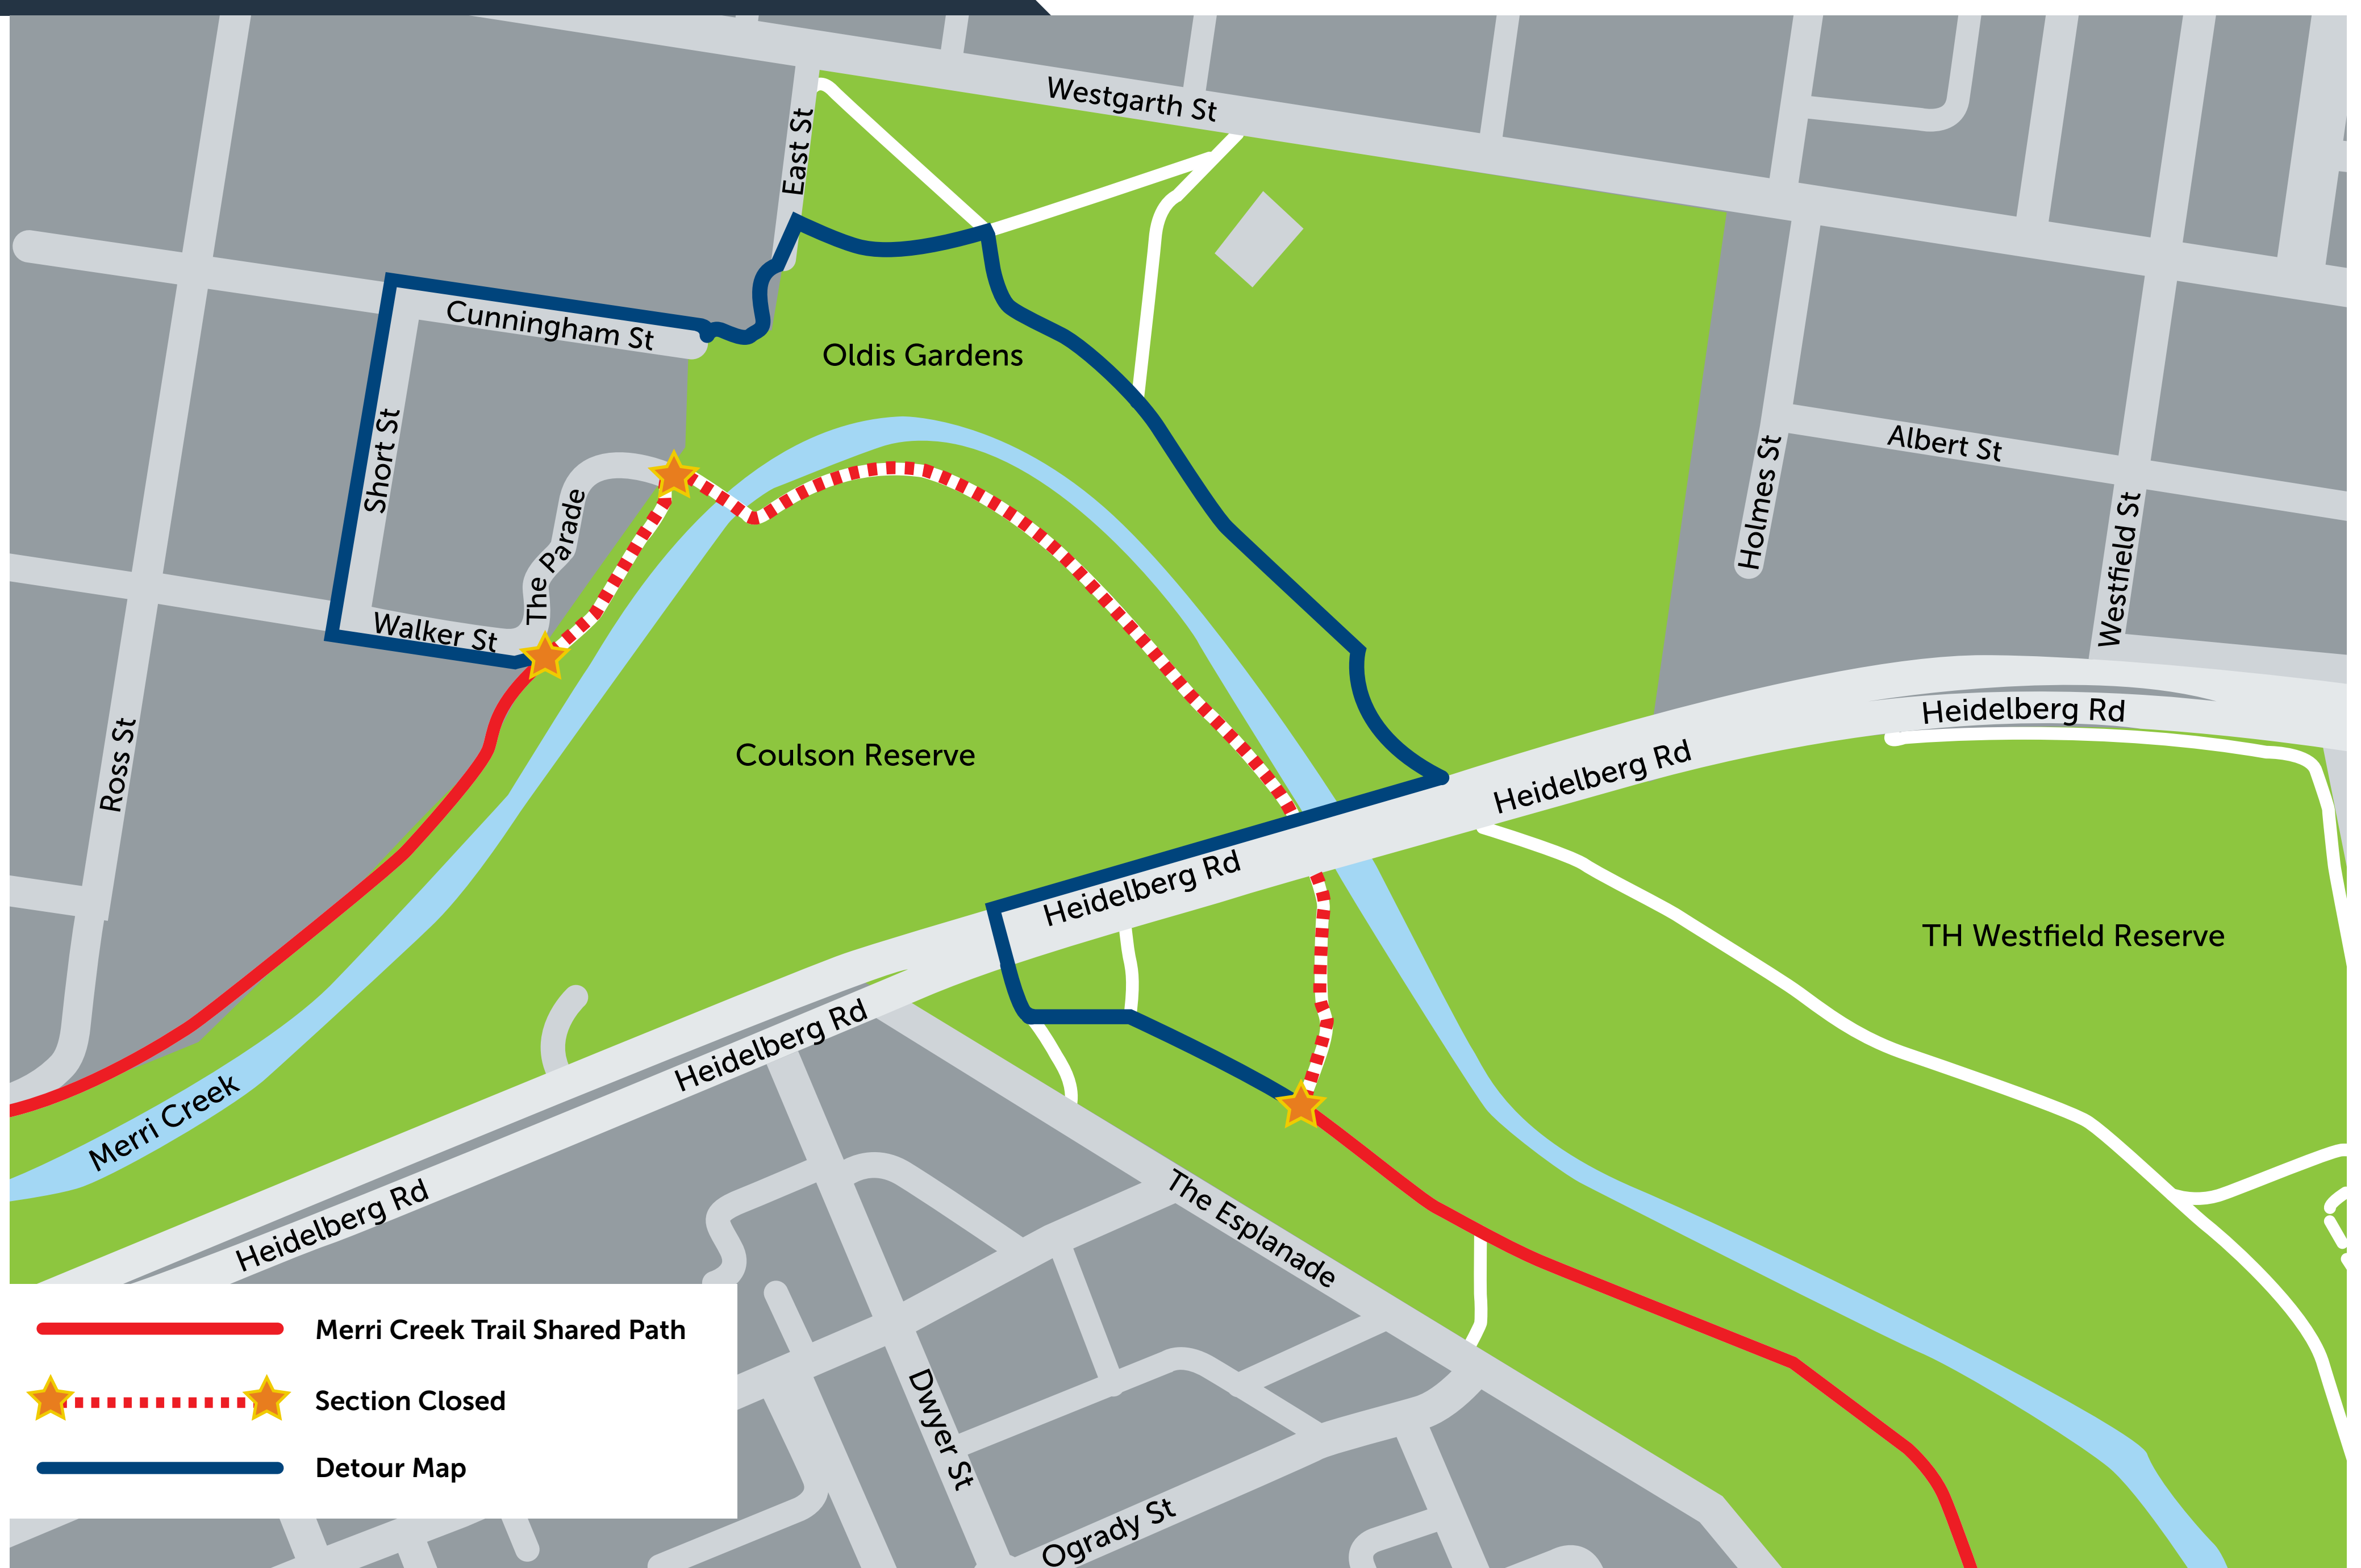 Westgarth St
East St
Cunningham St
Oldis Gardens
Short St
Albert St
Holmes St
The Parade
Westfield St
Walker St
Heidelberg Rd
Ross St
Coulson Reserve
Heidelberg Rd
Heidelberg Rd
TH Westfield Reserve
Heidelberg Rd
Merri Creek
Heidelberg Rd
The Esplanade
Merri Creek Trail Shared Path
Section Closed
Dwyer St
Detour Map
Ogrady St